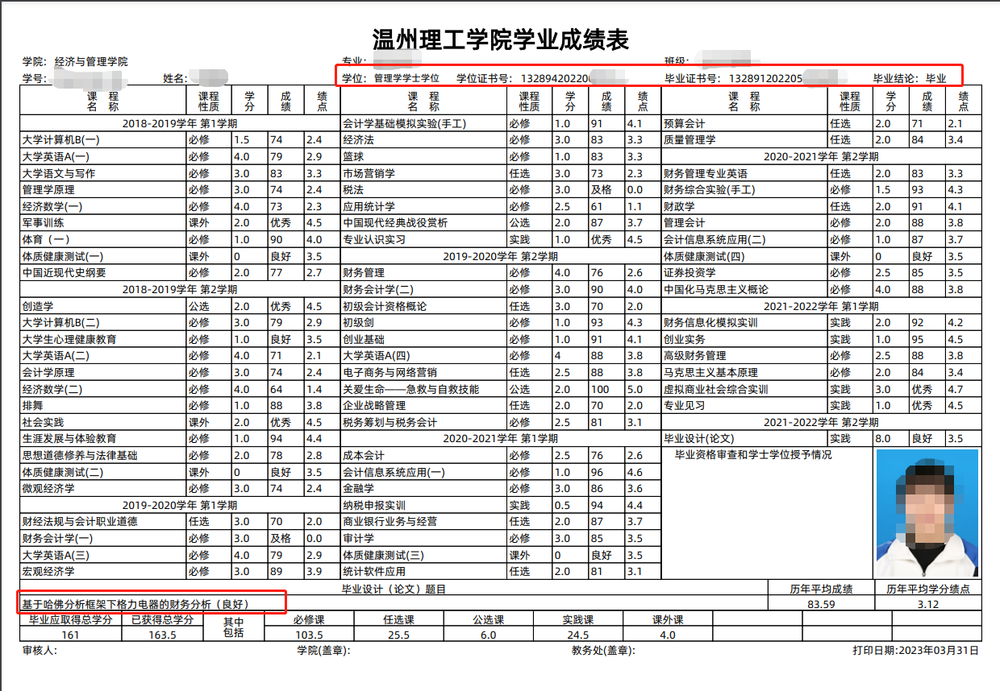 温州理工学院学业成绩表
学院: 经济与管理学院 专业: 班级:
学号: 姓名: 学位: 管理学学士学位 学位证书号: 13289420220 毕业证书号: 132891202205 毕业结论: 毕业
课 程 名 称 课程性质 学分 成绩 绩点 课 程 名 称 课程性质 学分 成绩 绩点 课 程 名 称 课程性质 学分 成绩 绩点
2018-2019学年 第1学期
大学计算机B(一) 必修 1.5 74 2.4
大学英语A(一) 必修 4.0 79 2.9
大学语文与写作 必修 3.0 83 3.3
管理学原理 必修 3.0 74 2.4
经济数学(一) 必修 4.0 73 2.3
军事训练 课外 2.0 优秀 4.5
体育（一） 必修 1.0 90 4.0
体质健康测试(一) 课外 0 良好 3.5
中国近现代史纲要 必修 2.0 77 2.7
2018-2019学年 第2学期
创造学 公选 2.0 优秀 4.5
大学计算机B(二) 必修 3.0 79 2.9
大学生心理健康教育 必修 1.0 良好 3.5
大学英语A(二) 必修 4.0 71 2.1
会计学原理 必修 3.0 74 2.4
经济数学(二) 必修 4.0 64 1.4
排舞 必修 1.0 88 3.8
社会实践 课外 2.0 优秀 4.5
生涯发展与体验教育 必修 1.0 94 4.4
思想道德修养与法律基础 必修 2.0 78 2.8
体质健康测试(二) 课外 0 良好 3.5
微观经济学 必修 3.0 74 2.4
2019-2020学年 第1学期
财经法规与会计职业道德 任选 3.0 70 2.0
财务会计学(一) 必修 3.0 及格 0.0
大学英语A(三) 必修 4.0 79 2.9
宏观经济学 必修 3.0 89 3.9
会计学基础模拟实验(手工) 必修 1.0 91 4.1
经济法 必修 3.0 83 3.3
篮球 必修 1.0 83 3.3
市场营销学 任选 3.0 73 2.3
税法 必修 3.0 及格 0.0
应用统计学 必修 2.5 61 1.1
中国现代经典战役赏析 公选 2.0 87 3.7
专业认识实习 实践 1.0 优秀 4.5
2019-2020学年 第2学期
财务管理 必修 4.0 76 2.6
财务会计学(二) 必修 3.0 90 4.0
初级会计资格概论 任选 3.0 70 2.0
初级剑 必修 1.0 93 4.3
创业基础 必修 1.0 91 4.1
大学英语A(四) 必修 4 88 3.8
电子商务与网络营销 任选 2.5 88 3.8
关爱生命——急救与自救技能 公选 2.0 100 5.0
企业战略管理 任选 2.0 70 2.0
税务筹划与税务会计 必修 2.5 81 3.1
2020-2021学年 第1学期
成本会计 必修 2.5 76 2.6
会计信息系统应用(一) 必修 1.0 96 4.6
金融学 必修 3.0 86 3.6
纳税申报实训 实践 0.5 94 4.4
商业银行业务与经营 任选 2.0 87 3.7
审计学 必修 3.0 85 3.5
体质健康测试(三) 课外 0 良好 3.5
统计软件应用 任选 2.0 81 3.1
预算会计 任选 2.0 71 2.1
质量管理学 任选 2.0 84 3.4
2020-2021学年 第2学期
财务管理专业英语 任选 2.0 83 3.3
财务综合实验(手工) 必修 1.5 93 4.3
财政学 任选 2.0 91 4.1
管理会计 必修 2.0 88 3.8
会计信息系统应用(二) 必修 1.0 87 3.7
体质健康测试(四) 课外 0 良好 3.5
证券投资学 必修 2.5 85 3.5
中国化马克思主义概论 必修 4.0 88 3.8
2021-2022学年 第1学期
财务信息化模拟实训 实践 2.0 92 4.2
创业实务 实践 1.0 95 4.5
高级财务管理 必修 2.5 88 3.8
马克思主义基本原理 必修 2.0 84 3.4
虚拟商业社会综合实训 实践 3.0 优秀 4.7
专业见习 实践 1.0 优秀 4.5
2021-2022学年 第2学期
毕业设计(论文) 实践 8.0 良好 3.5
毕业资格审查和学士学位授予情况
毕业设计（论文）题目 历年平均成绩 历年平均学分绩点
基于哈佛分析框架下格力电器的财务分析（良好） 83.59 3.12
毕业应取得总学分 已获得总学分 其中包括 必修课 任选课 公选课 实践课 课外课
161 163.5 103.5 25.5 6.0 24.5 4.0
审核人: 学院(盖章): 教务处(盖章): 打印日期:2023年03月31日